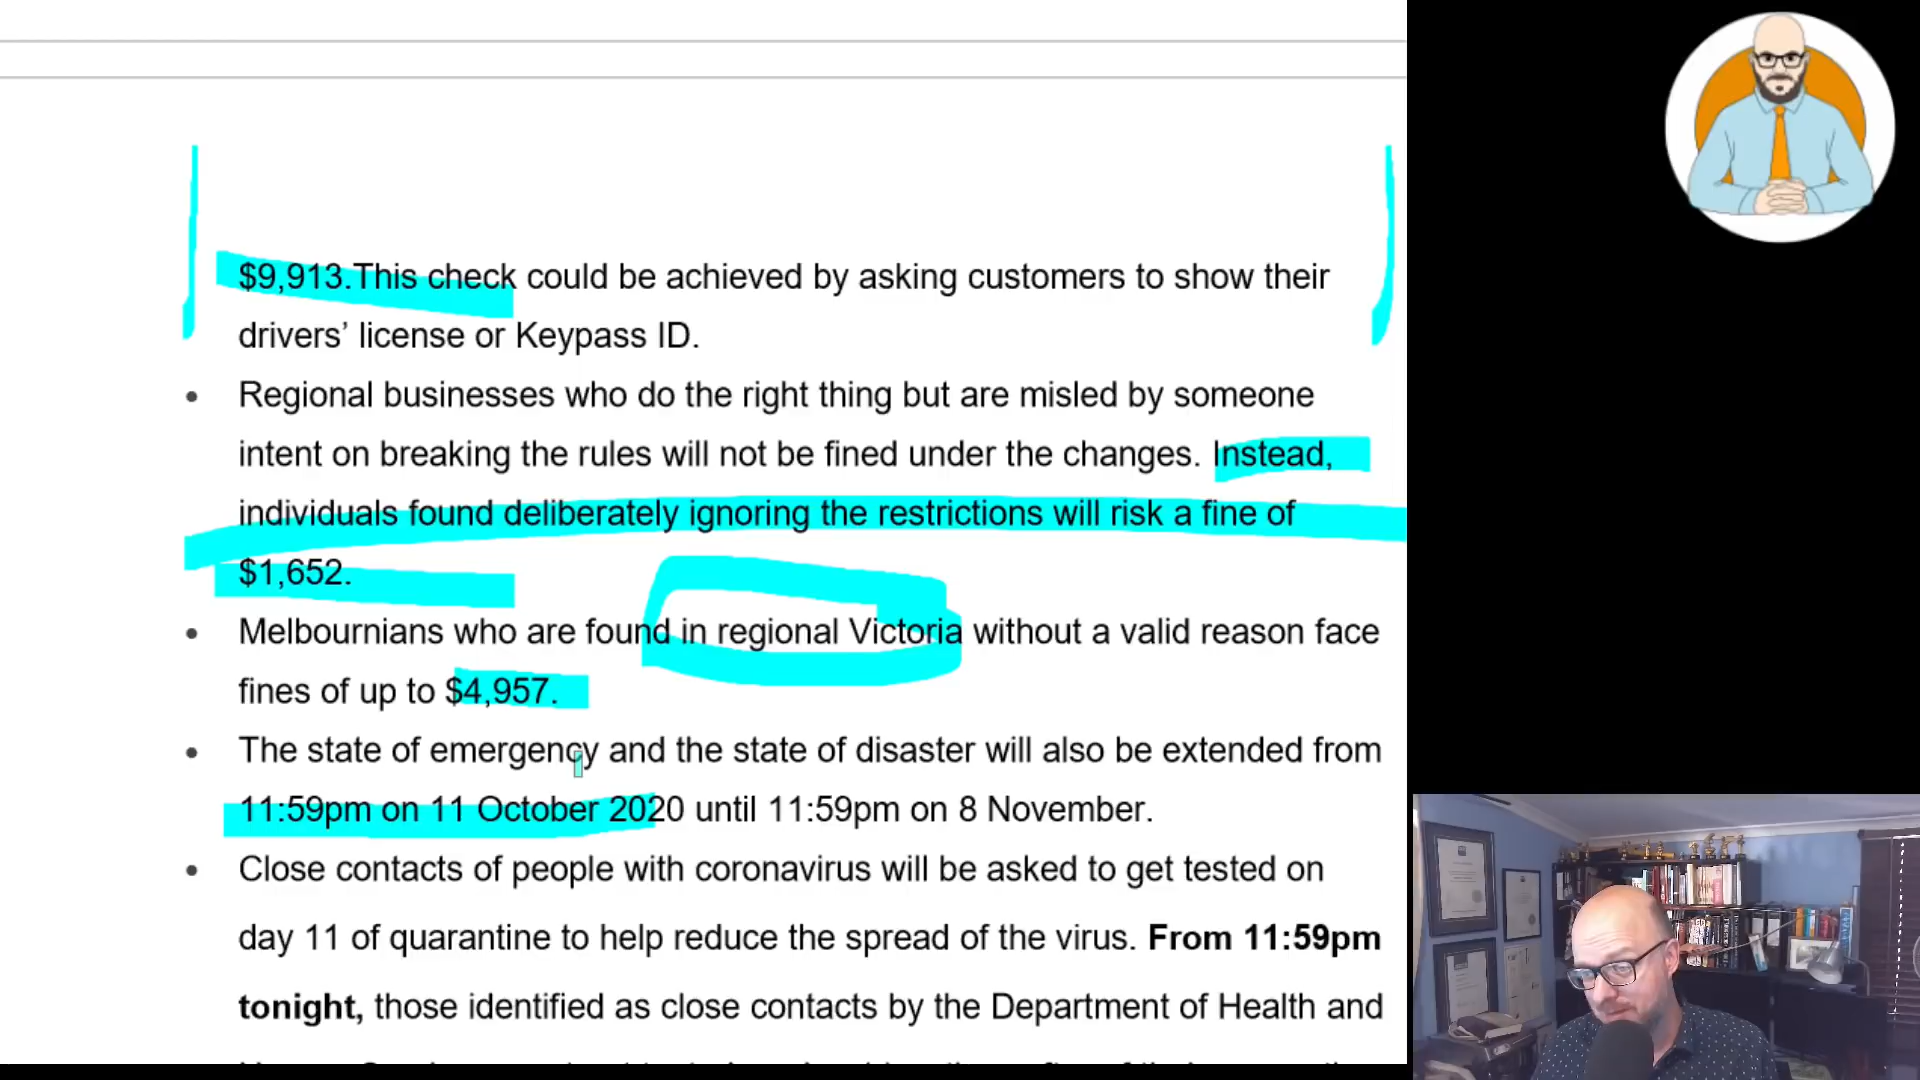 $9,913.This check could be achieved by asking customers to show their
drivers’ license or Keypass ID.
• Regional businesses who do the right thing but are misled by someone
intent on breaking the rules will not be fined under the changes. Instead,
individuals found deliberately ignoring the restrictions will risk a fine of
$1,652.
• Melbournians who are found in regional Victoria without a valid reason face
fines of up to $4,957.
• The state of emergency and the state of disaster will also be extended from
11:59pm on 11 October 2020 until 11:59pm on 8 November.
• Close contacts of people with coronavirus will be asked to get tested on
day 11 of quarantine to help reduce the spread of the virus. From 11:59pm
tonight, those identified as close contacts by the Department of Health and